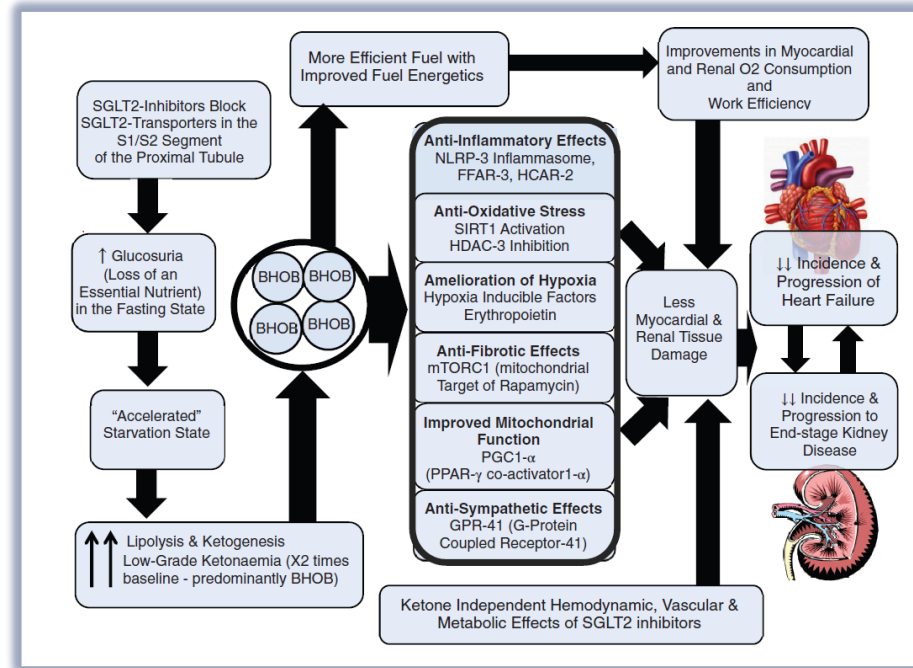 More Efficient Fuel with
Improved Fuel Energetics
Improvements in Myocardial
and Renal O2 Consumption
and
Work Efficiency
SGLT2-Inhibitors Block
SGLT2-Transporters in the
S1/S2 Segment
of the Proximal Tubule
↑ Glucosuria
(Loss of an
Essential Nutrient)
in the Fasting State
“Accelerated”
Starvation State
↑↑ Lipolysis & Ketogenesis
Low-Grade Ketonaemia (X2 times
baseline - predominantly BHOB)
BHOB BHOB
BHOB BHOB
Anti-Inflammatory Effects
NLRP-3 Inflammasome,
FFAR-3, HCAR-2
Anti-Oxidative Stress
SIRT1 Activation
HDAC-3 Inhibition
Amelioration of Hypoxia
Hypoxia Inducible Factors
Erythropoietin
Anti-Fibrotic Effects
mTORC1 (mitochondrial
Target of Rapamycin)
Improved Mitochondrial
Function
PGC1-α
(PPAR-γ co-activator1-α)
Anti-Sympathetic Effects
GPR-41 (G-Protein
Coupled Receptor-41)
Less
Myocardial &
Renal Tissue
Damage
↓↓ Incidence &
Progression of
Heart Failure
↓↓ Incidence &
Progression to
End-stage Kidney
Disease
Ketone Independent Hemodynamic, Vascular &
Metabolic Effects of SGLT2 inhibitors